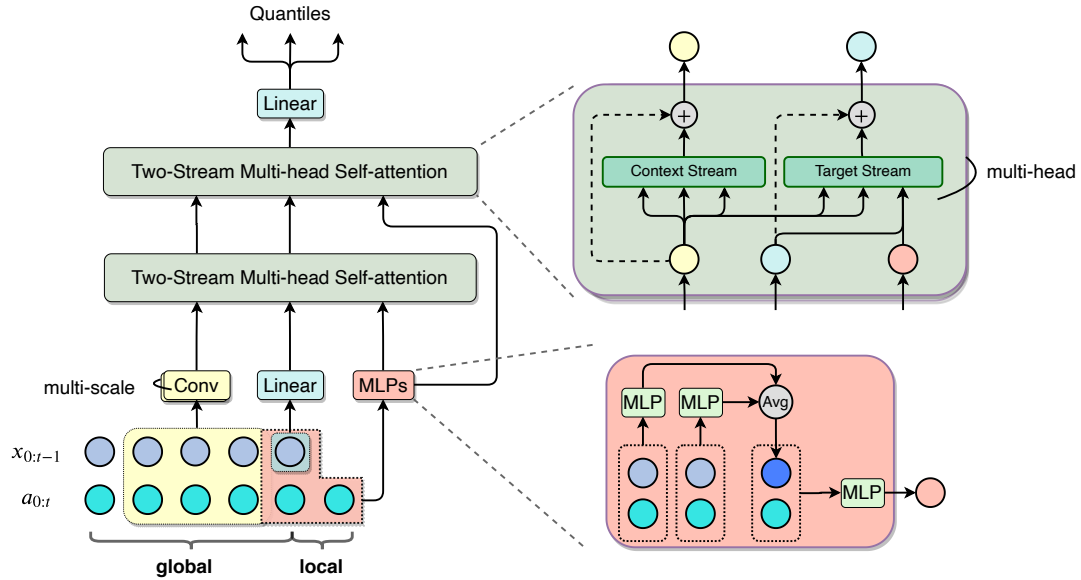 Quantiles
Linear
Two-Stream Multi-head Self-attention
Two-Stream Multi-head Self-attention
multi-scale
Conv
Linear
MLPs
x0:t−1
a0:t
global
local
+
+
Context Stream
Target Stream
multi-head
MLP
MLP
Avg
MLP